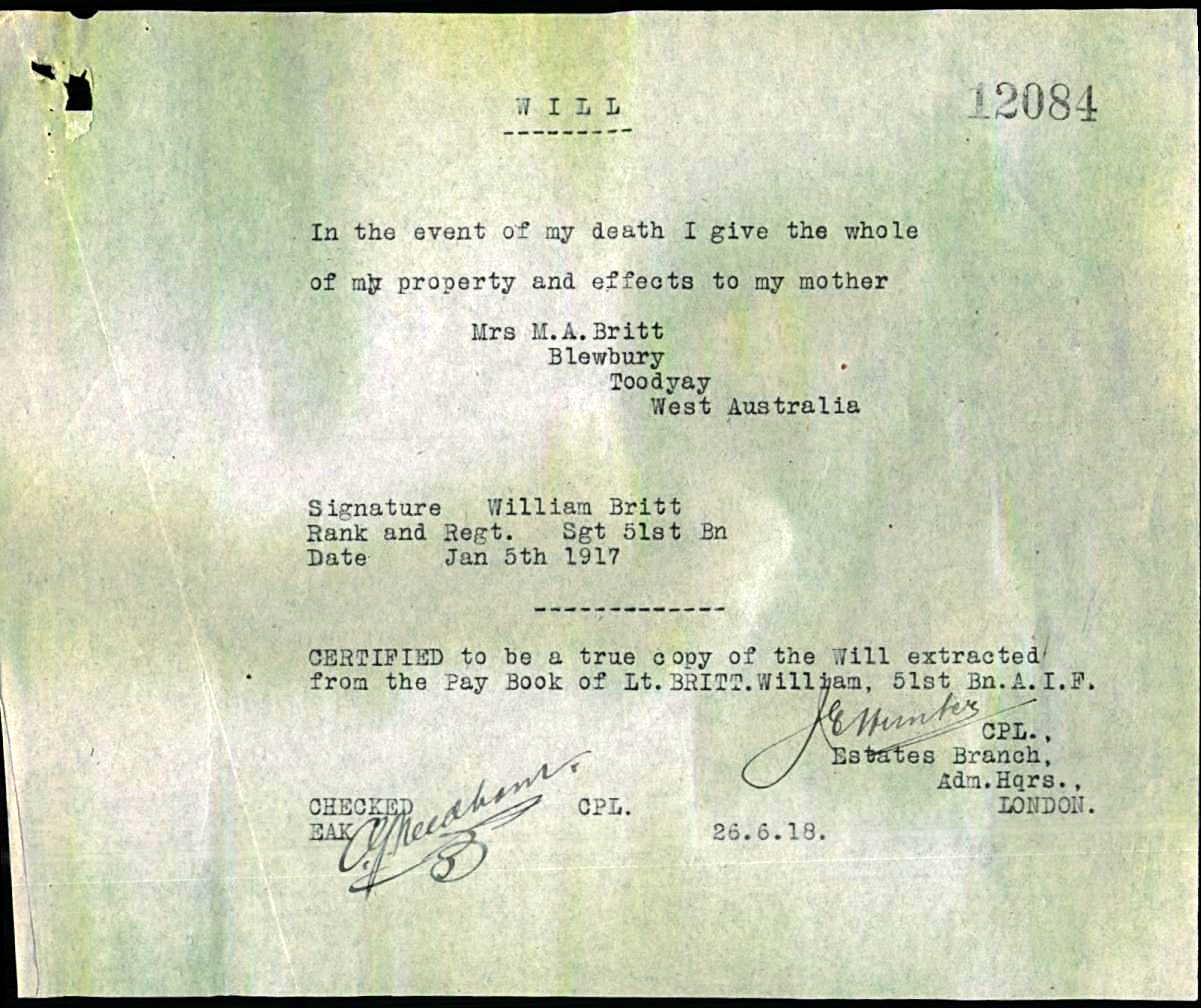 WILL
12084
In the event of my death I give the whole
of my property and effects to my mother
Mrs M.A.Britt
Blewbury
Toodyay
West Australia
Signature William Britt
Rank and Regt. Sgt 51st Bn
Date Jan 5th 1917
CERTIFIED to be a true copy of the Will extracted
from the Pay Book of Lt.BRITT.William, 51st Bn.A.I.F.
JE Hunter
CPL.,
Estates Branch,
Adm.Hqrs.,
LONDON.
CHECKED Needham. CPL.
EAK 26.6.18.